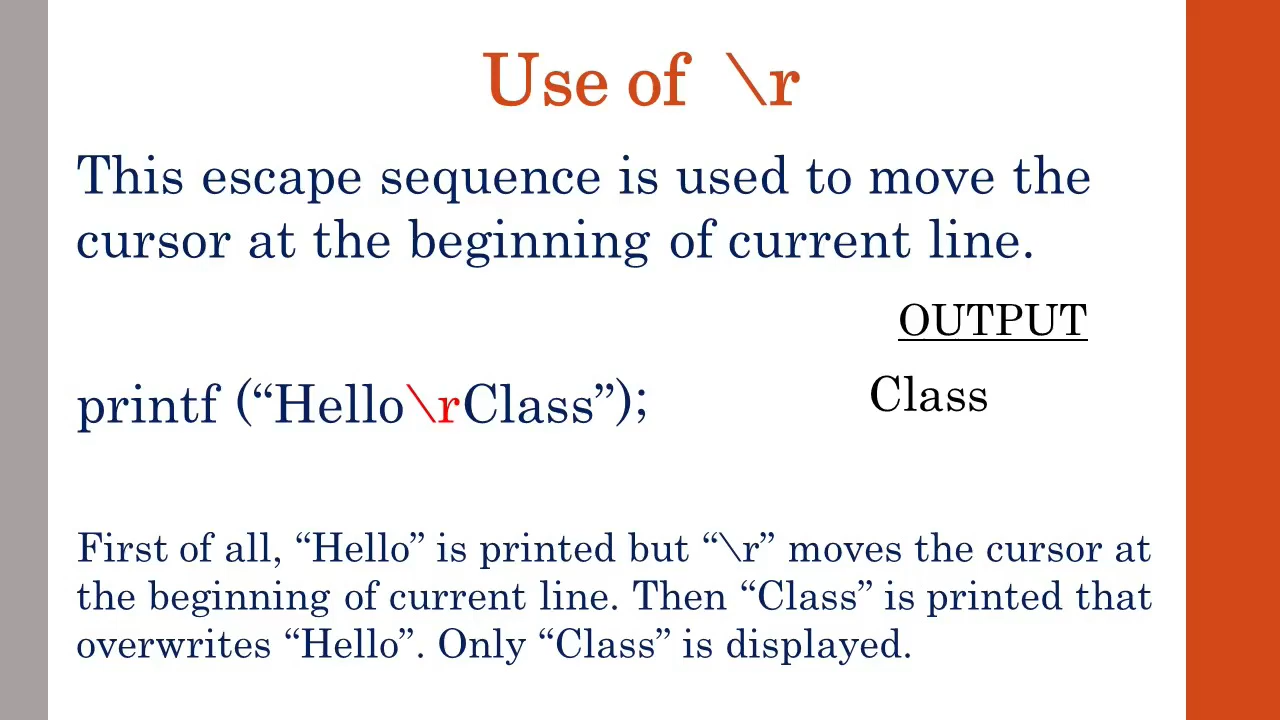 Use of \r
This escape sequence is used to move the
cursor at the beginning of current line.
OUTPUT
printf (“Hello\rClass”);
Class
First of all, “Hello” is printed but “\r” moves the cursor at
the beginning of current line. Then “Class” is printed that
overwrites “Hello”. Only “Class” is displayed.